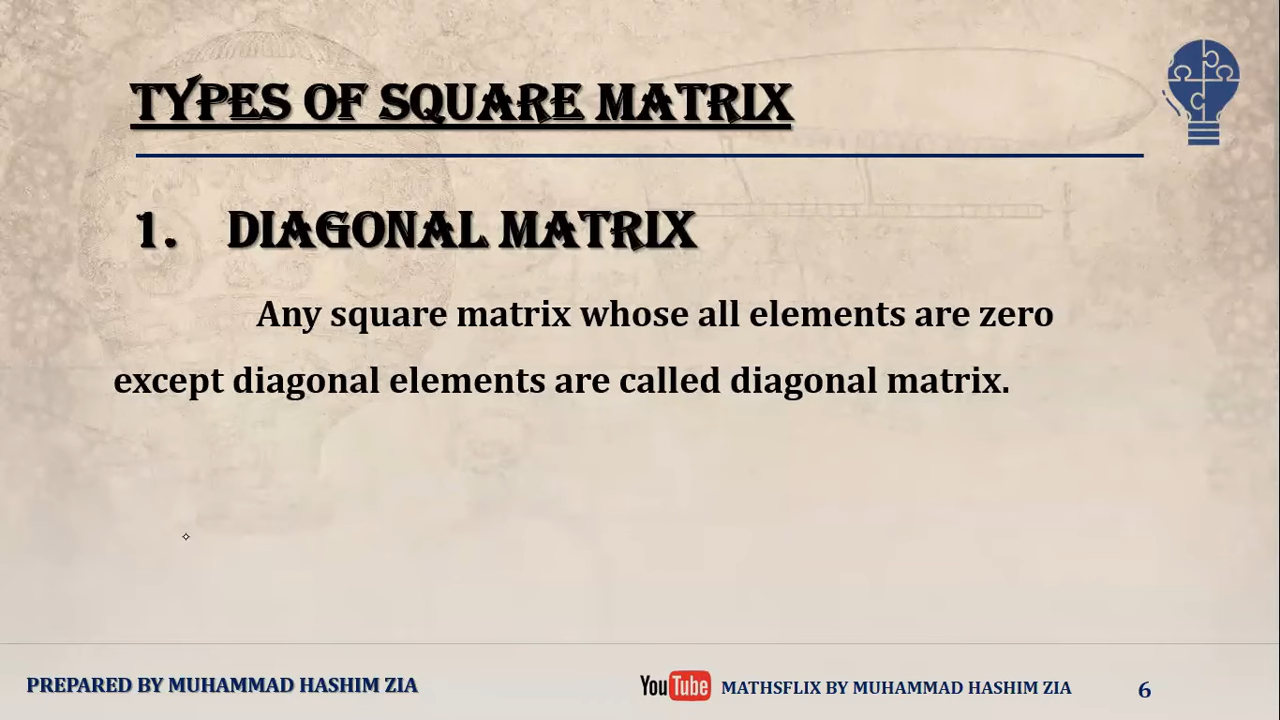 TYPES OF SQUARE MATRIX
1. DIAGONAL MATRIX
Any square matrix whose all elements are zero
except diagonal elements are called diagonal matrix.
PREPARED BY MUHAMMAD HASHIM ZIA
YouTube MATHSFLIX BY MUHAMMAD HASHIM ZIA 6